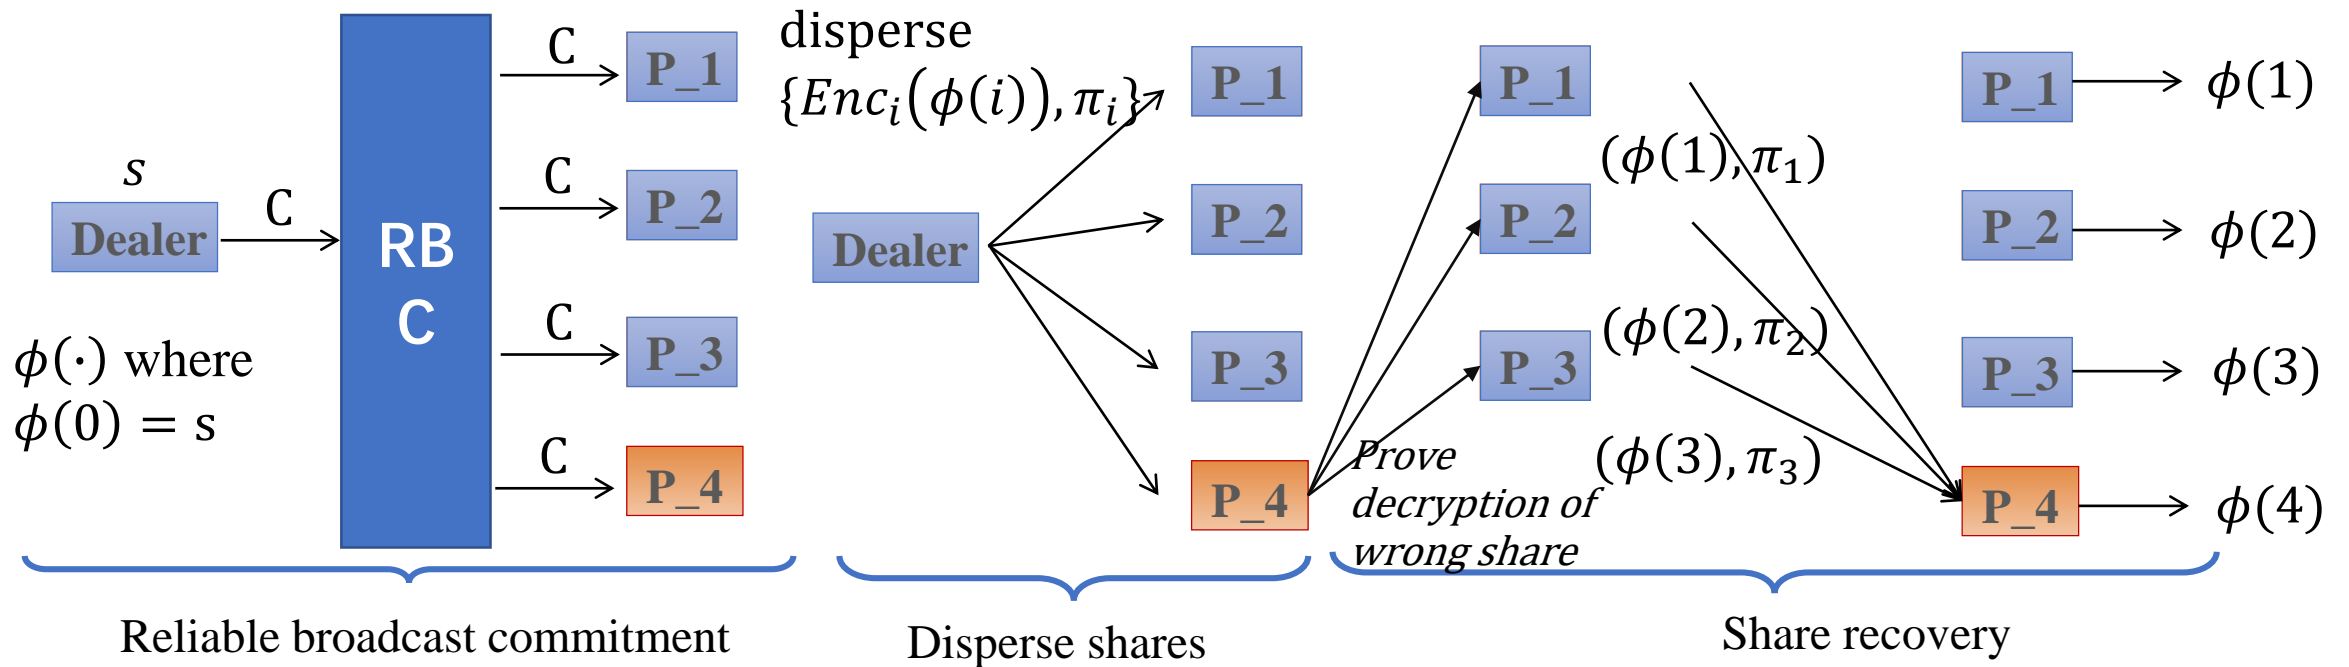 s
Dealer
C
ϕ(·) where
ϕ(0) = s
RB
C
C
P_1
C
P_2
C
P_3
C
P_4
Reliable broadcast commitment
disperse
{Enc_i(ϕ(i)), π_i}
Dealer
P_1
P_2
P_3
P_4
Disperse shares
P_1
P_2
P_3
Prove
decryption of
wrong share
(ϕ(1), π_1)
(ϕ(2), π_2)
(ϕ(3), π_3)
P_1
ϕ(1)
P_2
ϕ(2)
P_3
ϕ(3)
P_4
ϕ(4)
Share recovery